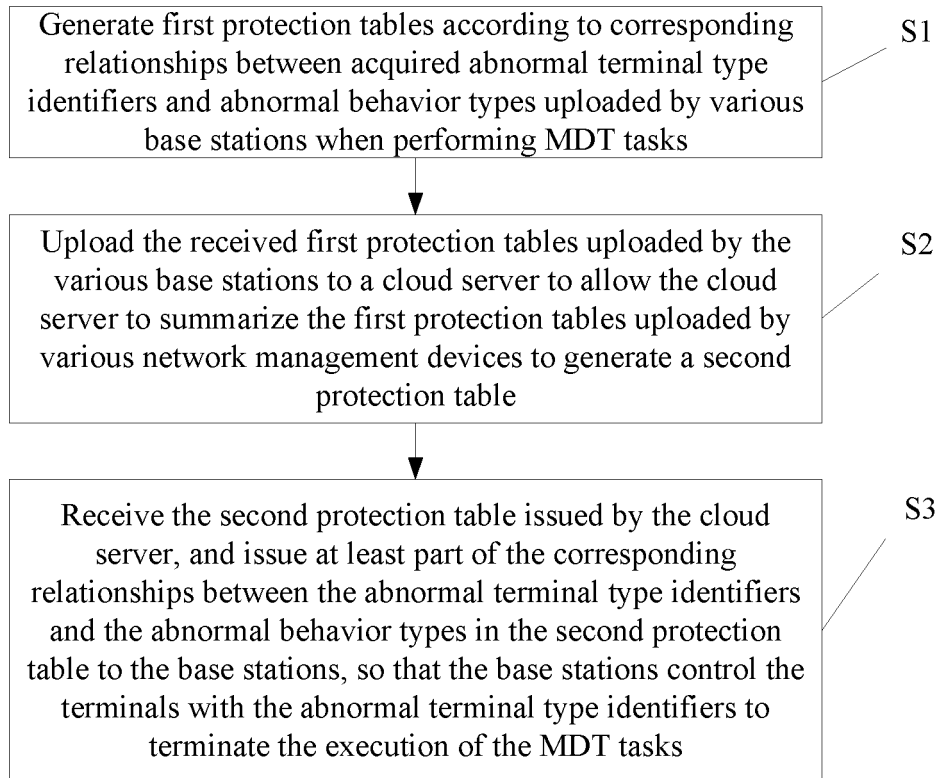 Generate first protection tables according to corresponding
relationships between acquired abnormal terminal type
identifiers and abnormal behavior types uploaded by various
base stations when performing MDT tasks
S1
Upload the received first protection tables uploaded by the
various base stations to a cloud server to allow the cloud
server to summarize the first protection tables uploaded by
various network management devices to generate a second
protection table
S2
Receive the second protection table issued by the cloud
server, and issue at least part of the corresponding
relationships between the abnormal terminal type identifiers
and the abnormal behavior types in the second protection
table to the base stations, so that the base stations control the
terminals with the abnormal terminal type identifiers to
terminate the execution of the MDT tasks
S3